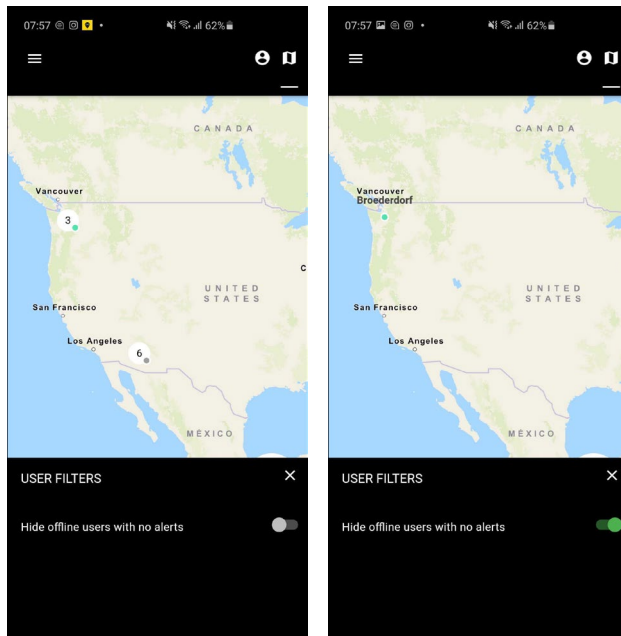 07:57 62%
CANADA
Vancouver
3
UNITED
STATES
San Francisco
Los Angeles
6
MÉXICO
USER FILTERS
Hide offline users with no alerts
07:57 62%
CANADA
Vancouver
Broederdorf
UNITED
STATES
San Francisco
Los Angeles
MÉXICO
USER FILTERS
Hide offline users with no alerts